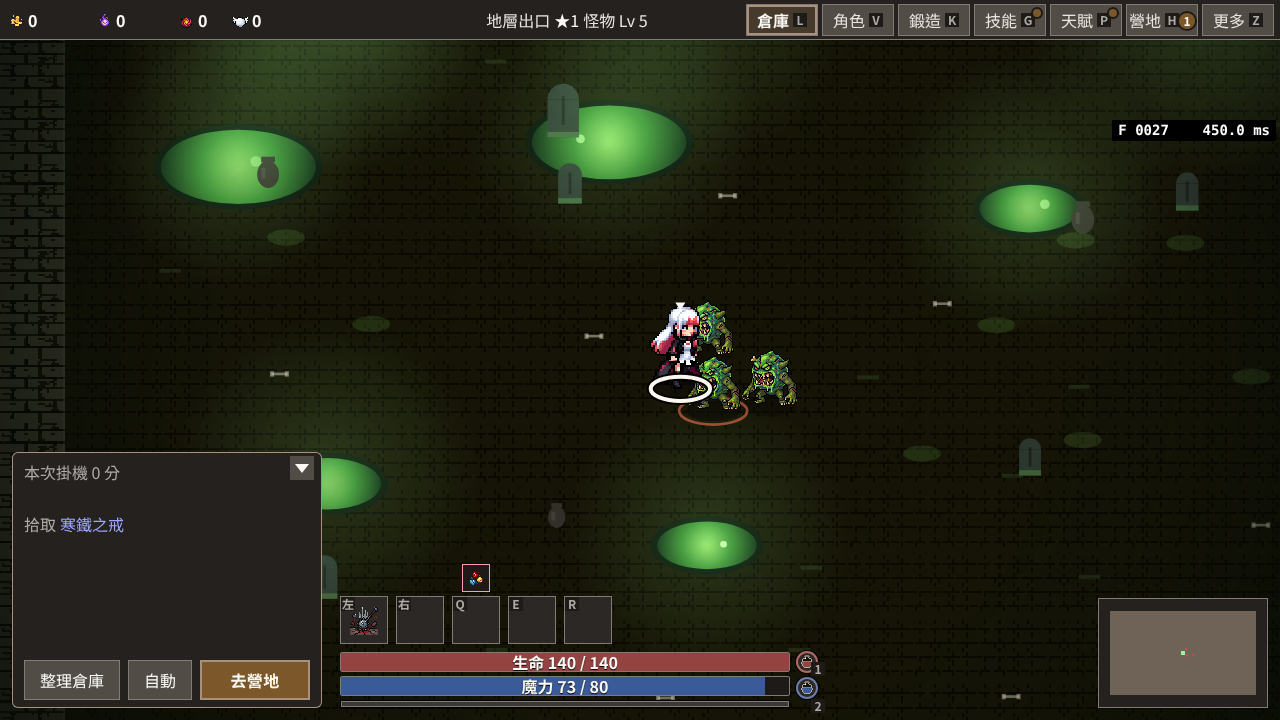 0
0
0
0
地層出口 ★1 怪物 Lv 5
倉庫 L
角色 V
鍛造 K
技能 G
天賦 P
營地 H 1
更多 Z
F 0027 450.0 ms
本次掛機 0 分
拾取 寒鐵之戒
整理倉庫
自動
去營地
左
右
Q
E
R
生命 140 / 140
1
魔力 73 / 80
2